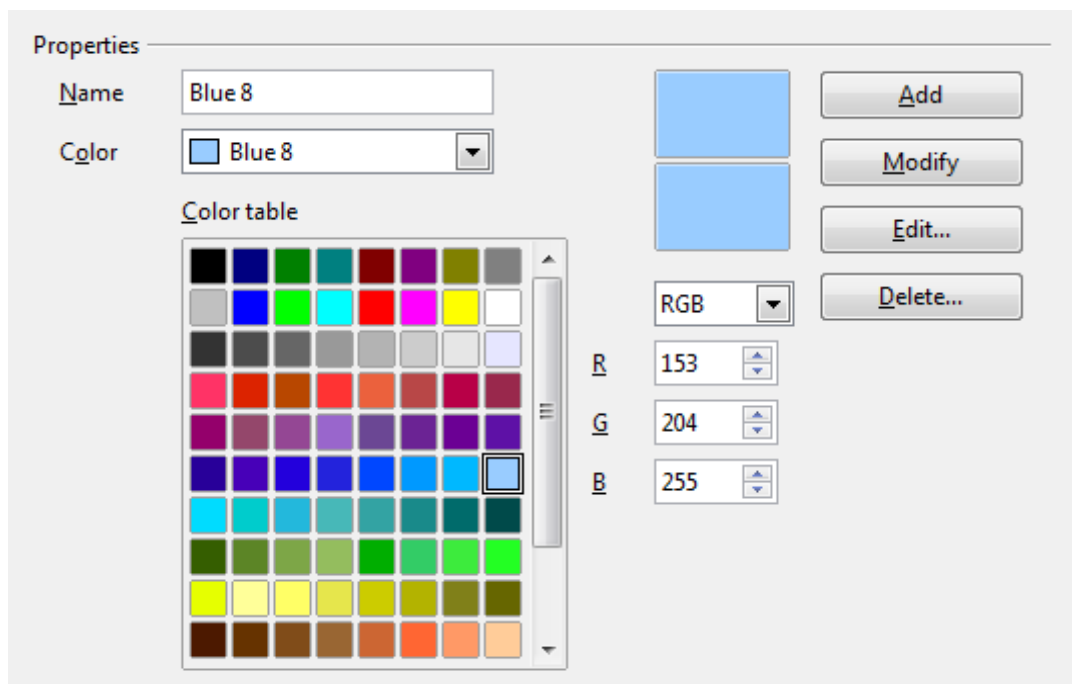 Properties
Name Blue 8
Color Blue 8
Color table
Add
Modify
Edit...
Delete...
RGB
R 153
G 204
B 255